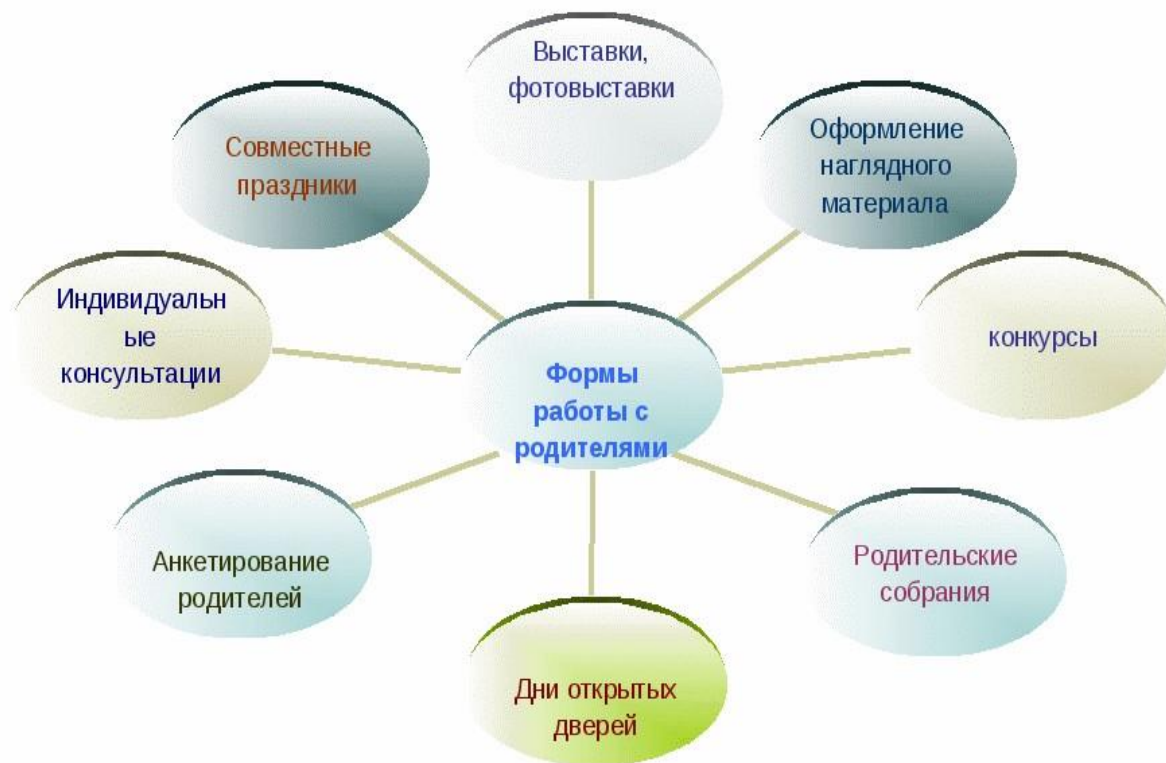 Выставки,
фотовыставки
Совместные
праздники
Оформление
наглядного
материала
Индивидуальн
ые
консультации
конкурсы
Формы
работы с
родителями
Анкетирование
родителей
Родительские
собрания
Дни открытых
дверей